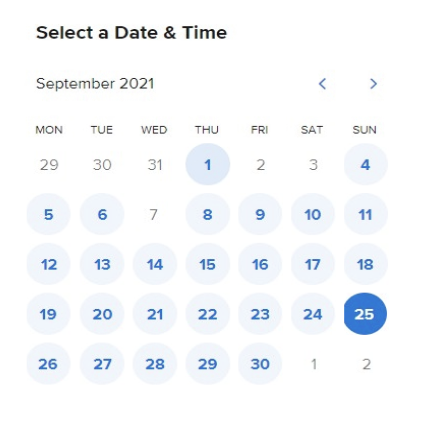 Select a Date & Time
September 2021
MON TUE WED THU FRI SAT SUN
29 30 31 1 2 3 4
5 6 7 8 9 10 11
12 13 14 15 16 17 18
19 20 21 22 23 24 25
26 27 28 29 30 1 2